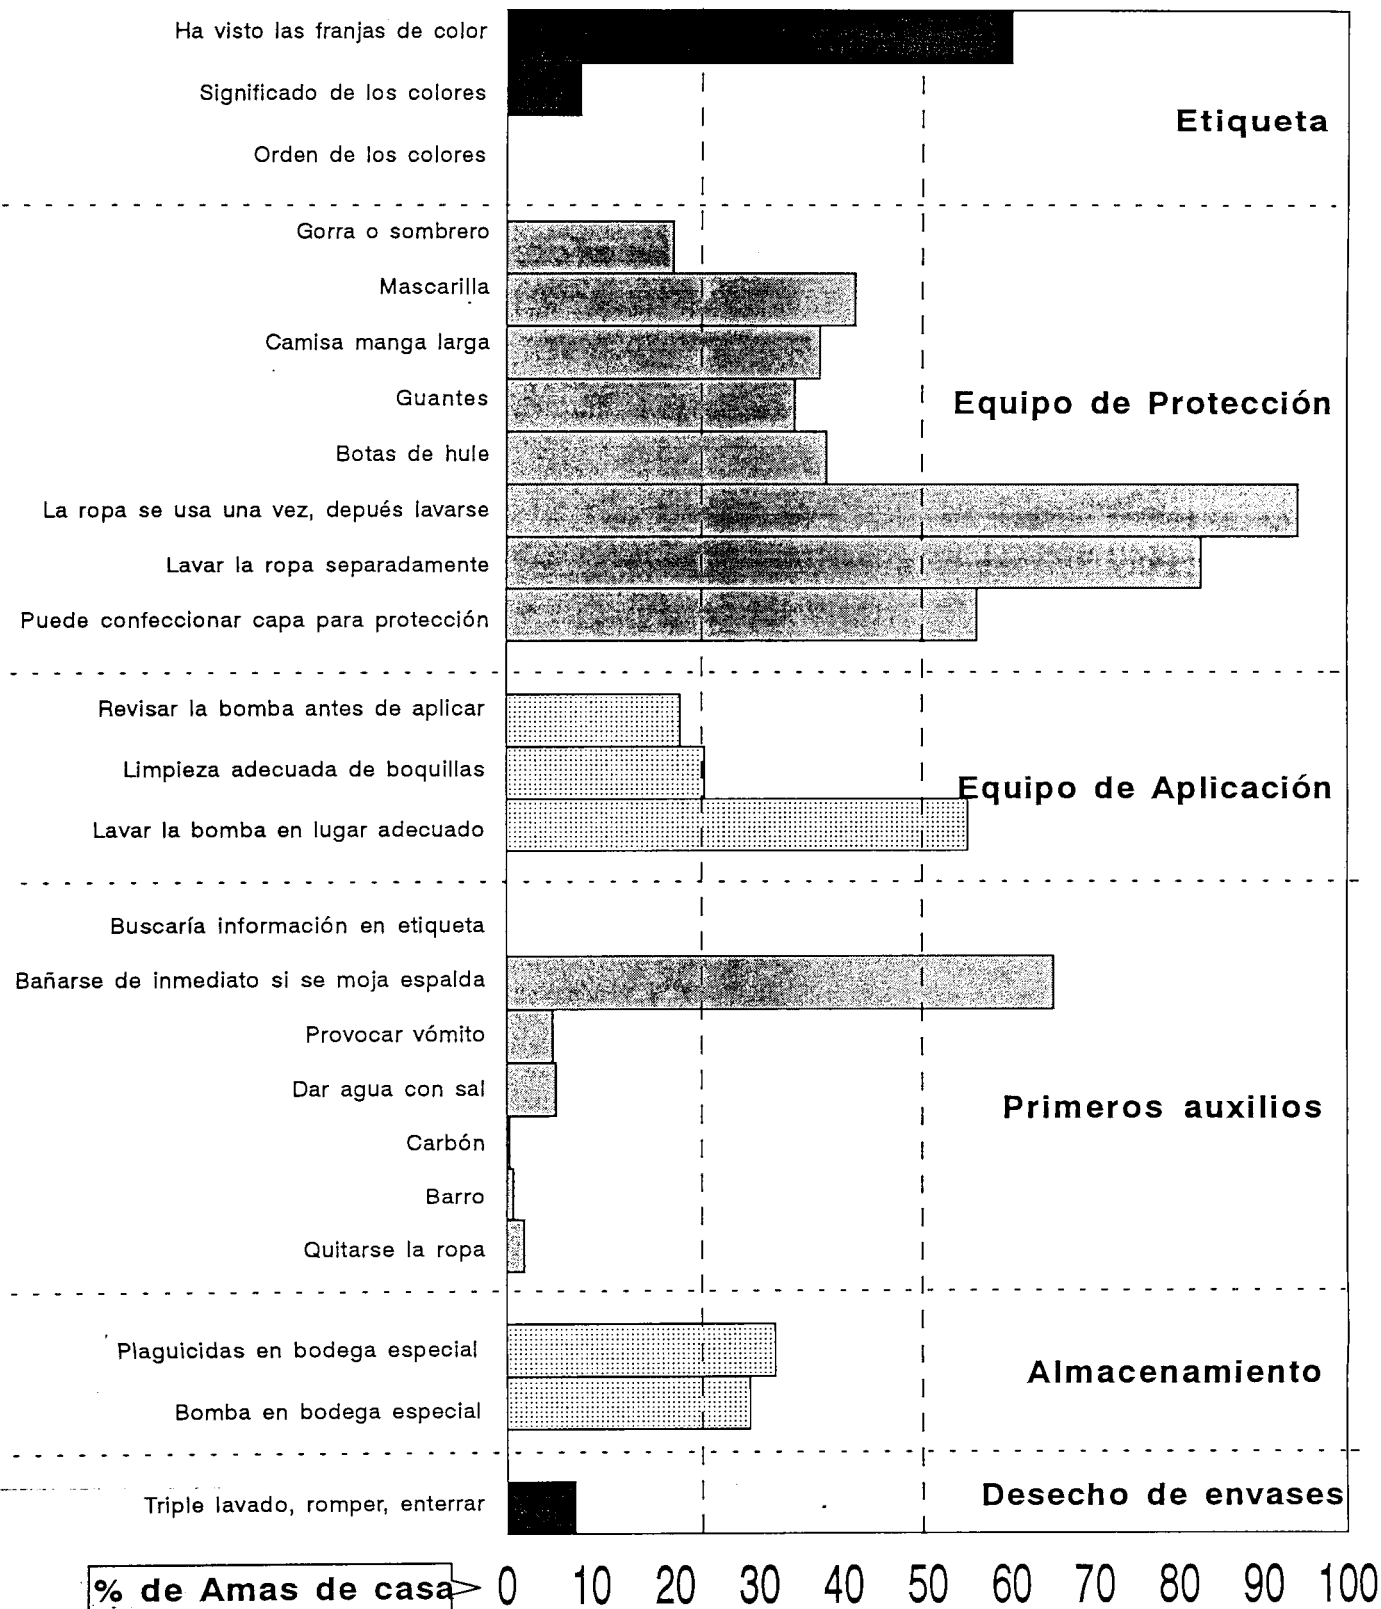 Ha visto las franjas de color
Significado de los colores
Etiqueta
Orden de los colores
Gorra o sombrero
Mascarilla
Camisa manga larga
Guantes
Equipo de Protección
Botas de hule
La ropa se usa una vez, depués lavarse
Lavar la ropa separadamente
Puede confeccionar capa para protección
Revisar la bomba antes de aplicar
Limpieza adecuada de boquillas
Equipo de Aplicación
Lavar la bomba en lugar adecuado
Buscaría información en etiqueta
Bañarse de inmediato si se moja espalda
Provocar vómito
Dar agua con sal
Primeros auxilios
Carbón
Barro
Quitarse la ropa
Plaguicidas en bodega especial
Almacenamiento
Bomba en bodega especial
Desecho de envases
Triple lavado, romper, enterrar
% de Amas de casa 0 10 20 30 40 50 60 70 80 90 100